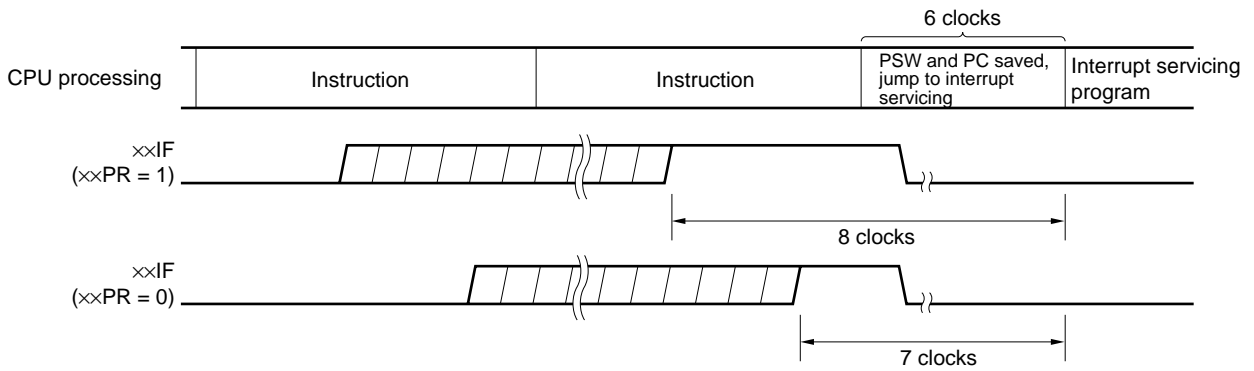 6 clocks
CPU processing
Instruction
Instruction
PSW and PC saved,
jump to interrupt
servicing
Interrupt servicing
program
××IF
(××PR = 1)
8 clocks
××IF
(××PR = 0)
7 clocks